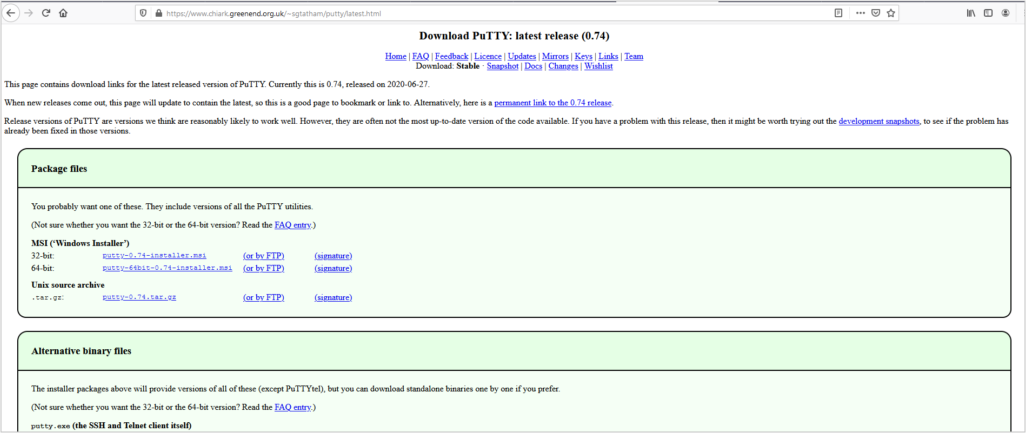 https://www.chiark.greenend.org.uk/~sgtatham/putty/latest.html
Download PuTTY: latest release (0.74)
Home | FAQ | Feedback | Licence | Updates | Mirrors | Keys | Links | Team
Download: Stable · Snapshot | Docs | Changes | Wishlist
This page contains download links for the latest released version of PuTTY. Currently this is 0.74, released on 2020-06-27.
When new releases come out, this page will update to contain the latest, so this is a good page to bookmark or link to. Alternatively, here is a permanent link to the 0.74 release.
Release versions of PuTTY are versions we think are reasonably likely to work well. However, they are often not the most up-to-date version of the code available. If you have a problem with this release, then it might be worth trying out the development snapshots, to see if the problem has
already been fixed in those versions.
Package files
You probably want one of these. They include versions of all the PuTTY utilities.
(Not sure whether you want the 32-bit or the 64-bit version? Read the FAQ entry.)
MSI (‘Windows Installer’)
32-bit: putty-0.74-installer.msi (or by FTP) (signature)
64-bit: putty-64bit-0.74-installer.msi (or by FTP) (signature)
Unix source archive
.tar.gz: putty-0.74.tar.gz (or by FTP) (signature)
Alternative binary files
The installer packages above will provide versions of all of these (except PuTTYtel), but you can download standalone binaries one by one if you prefer.
(Not sure whether you want the 32-bit or the 64-bit version? Read the FAQ entry.)
putty.exe (the SSH and Telnet client itself)